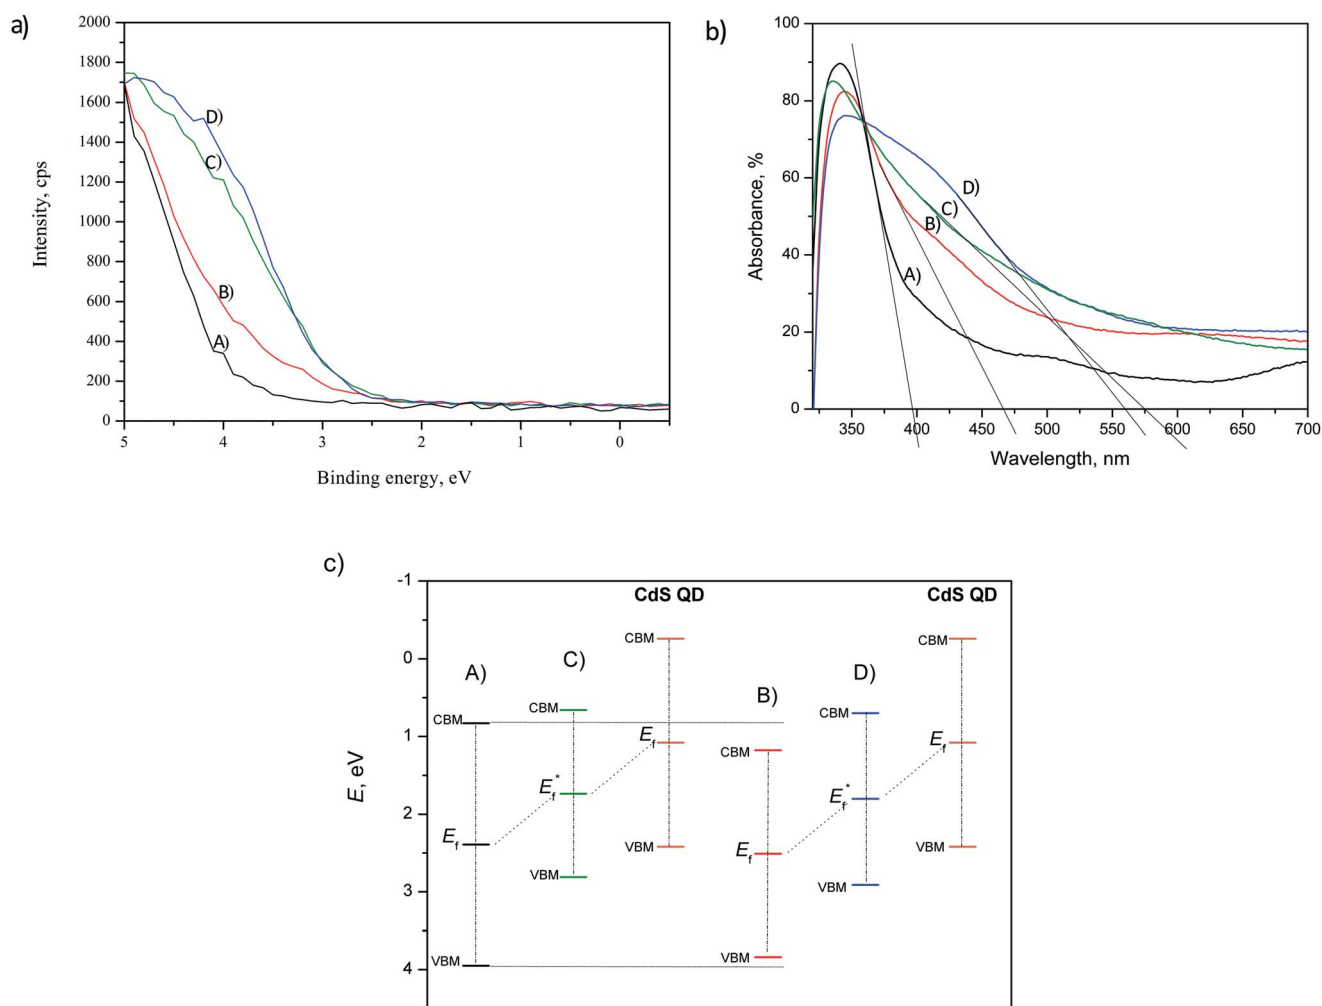 a)
2000
1800
1600
1400
1200
1000
800
600
400
200
0
Intensity, cps
D)
C)
B)
A)
5 4 3 2 1 0
Binding energy, eV
b)
100
80
60
40
20
0
Absorbance, %
D)
C)
B)
A)
350 400 450 500 550 600 650 700
Wavelength, nm
c)
-1
0
1
2
3
4
E, eV
CdS QD CdS QD
CBM CBM
C)
A) D)
B)
CBM CBM
CBM
CBM
Ef Ef
Ef* Ef*
Ef Ef
VBM VBM
VBM VBM
VBM VBM